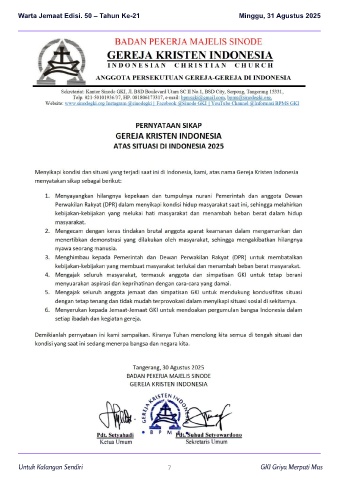 Warta Jemaat Edisi. 50 – Tahun Ke-21 Minggu, 31 Agustus 2025
BADAN PEKERJA MAJELIS SINODE
GEREJA KRISTEN INDONESIA
INDONESIAN CHRISTIAN CHURCH
ANGGOTA PERSEKUTUAN GEREJA-GEREJA DI INDONESIA
Sekretariat: Kantor Sinode GKI, Jl. BSD Boulevard Utara SC II No 1, BSD City, Serpong, Tangerang 15331,
PERNYATAAN SIKAP
GEREJA KRISTEN INDONESIA
ATAS SITUASI DI INDONESIA 2025
Menyikapi kondisi dan situasi yang terjadi saat ini di Indonesia, kami, atas nama Gereja Kristen Indonesia
menyatakan sikap sebagai berikut:
1. Menyayangkan hilangnya kepekaan dan tumpulnya nurani Pemerintah dan anggota Dewan
Perwakilan Rakyat (DPR) dalam menyikapi kondisi hidup masyarakat saat ini, sehingga melahirkan
kebijakan-kebijakan yang melukai hati masyarakat dan menambah beban berat dalam hidup
masyarakat.
2. Mengecam dengan keras tindakan brutal anggota aparat keamanan dalam mengamankan dan
menertibkan demonstrasi yang dilakukan oleh masyarakat, sehingga mengakibatkan hilangnya
nyawa seorang manusia.
3. Menghimbau kepada Pemerintah dan Dewan Perwakilan Rakyat (DPR) untuk membatalkan
kebijakan-kebijakan yang membuat masyarakat terlukai dan menambah beban berat masyarakat.
4. Mengajak seluruh masyarakat, termasuk anggota dan simpatisan GKI untuk tetap berani
menyuarakan aspirasi dan keprihatinan dengan cara-cara yang damai.
5. Mengajak seluruh anggota jemaat dan simpatisan GKI untuk mendukung kondusifitas situasi
dengan tetap tenang dan tidak mudah terprovokasi dalam menyikapi situasi sosial di sekitarnya.
6. Menyerukan kepada Jemaat-Jemaat GKI untuk mendoakan pergumulan bangsa Indonesia dalam
setiap ibadah dan kegiatan gereja.
Demikianlah pernyataan ini kami sampaikan. Kiranya Tuhan menolong kita semua di tengah situasi dan
kondisi yang saat ini sedang menerpa bangsa dan negara kita.
Tangerang, 30 Agustus 2025
BADAN PEKERJA MAJELIS SINODE
GEREJA KRISTEN INDONESIA
GEREJA KRISTEN INDONESIA
B P M S
Pdt. Setyahadi Pdt. Suhud Setyowardono
Ketua Umum Sekretaris Umum
Untuk Kalangan Sendiri 7 GKI Griya Merpati Mas